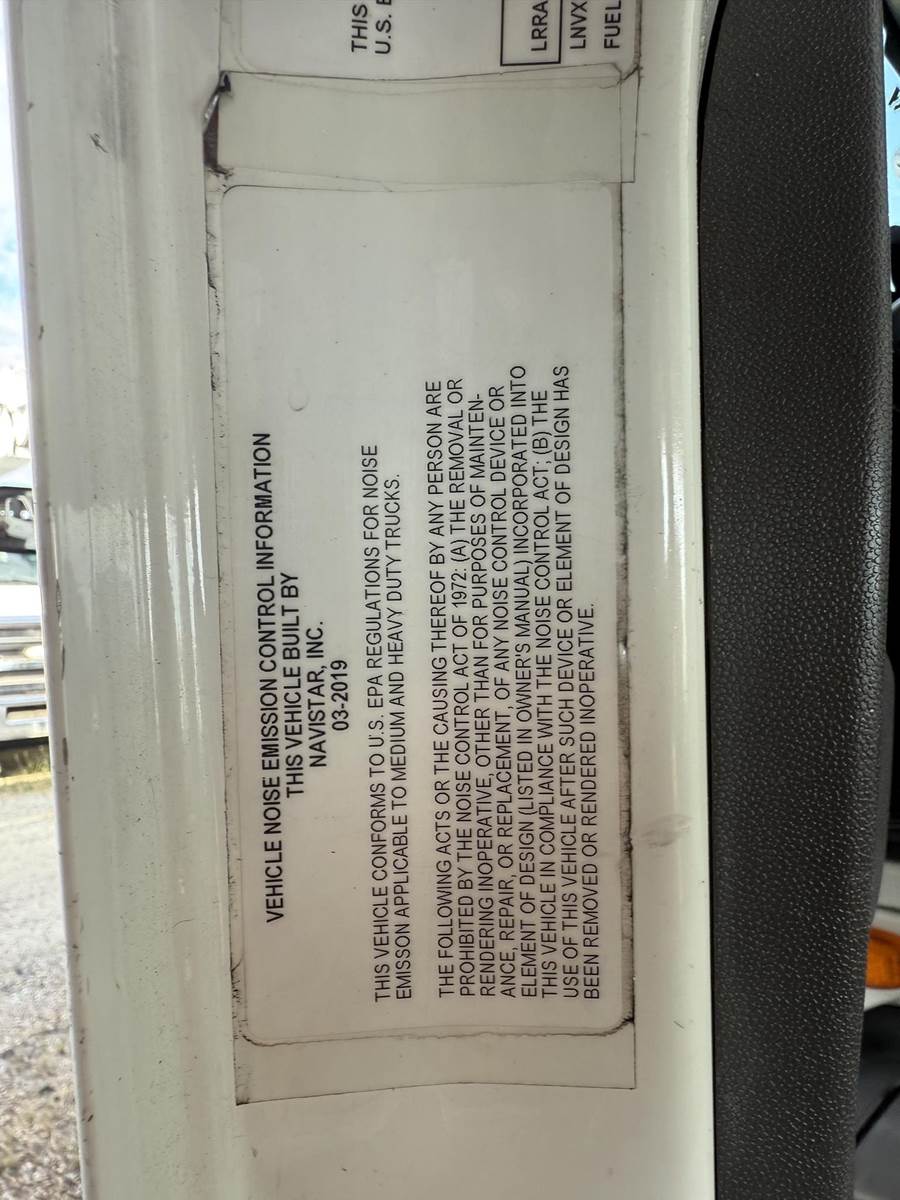 VEHICLE NOISE EMISSION CONTROL INFORMATION
THIS VEHICLE BUILT BY
NAVISTAR, INC.
03-2019
THIS VEHICLE CONFORMS TO U.S. EPA REGULATIONS FOR NOISE
EMISSON APPLICABLE TO MEDIUM AND HEAVY DUTY TRUCKS.
THE FOLLOWING ACTS OR THE CAUSING THEREOF BY ANY PERSON ARE
PROHIBITED BY THE NOISE CONTROL ACT OF 1972: (A) THE REMOVAL OR
RENDERING INOPERATIVE, OTHER THAN FOR PURPOSES OF MAINTEN-
ANCE, REPAIR, OR REPLACEMENT, OF ANY NOISE CONTROL DEVICE OR
ELEMENT OF DESIGN (LISTED IN OWNER'S MANUAL) INCORPORATED INTO
THIS VEHICLE IN COMPLIANCE WITH THE NOISE CONTROL ACT; (B) THE
USE OF THIS VEHICLE AFTER SUCH DEVICE OR ELEMENT OF DESIGN HAS
BEEN REMOVED OR RENDERED INOPERATIVE.
THIS
U.S.
LRRA
LNVX
FUEL